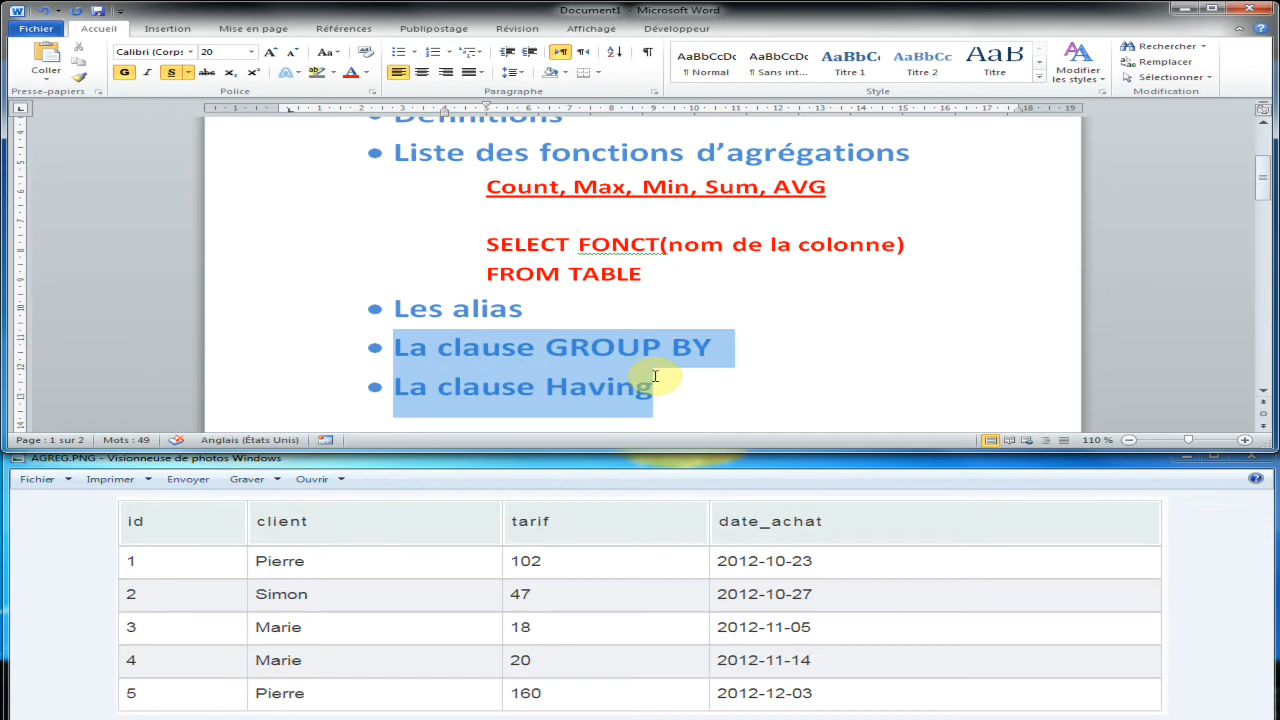 Document1 - Microsoft Word
Fichier Accueil Insertion Mise en page Références Publipostage Révision Affichage Développeur
Coller
Calibri (Corps 20
Presse-papiers Police Paragraphe Style Modification
AaBbCcDc AaBbCcDc AaBbC AaBbCc AaB
¶ Normal ¶ Sans int... Titre 1 Titre 2 Titre
Modifier les styles
Rechercher
Remplacer
Sélectionner
Définitions
Liste des fonctions d’agrégations
Count, Max, Min, Sum, AVG
SELECT FONCT(nom de la colonne)
FROM TABLE
Les alias
La clause GROUP BY
La clause Having
Page : 1 sur 2 Mots : 49 Anglais (États Unis) 110 %
AGREG.PNG - Visionneuse de photos Windows
Fichier Imprimer Envoyer Graver Ouvrir
id client tarif date_achat
1 Pierre 102 2012-10-23
2 Simon 47 2012-10-27
3 Marie 18 2012-11-05
4 Marie 20 2012-11-14
5 Pierre 160 2012-12-03